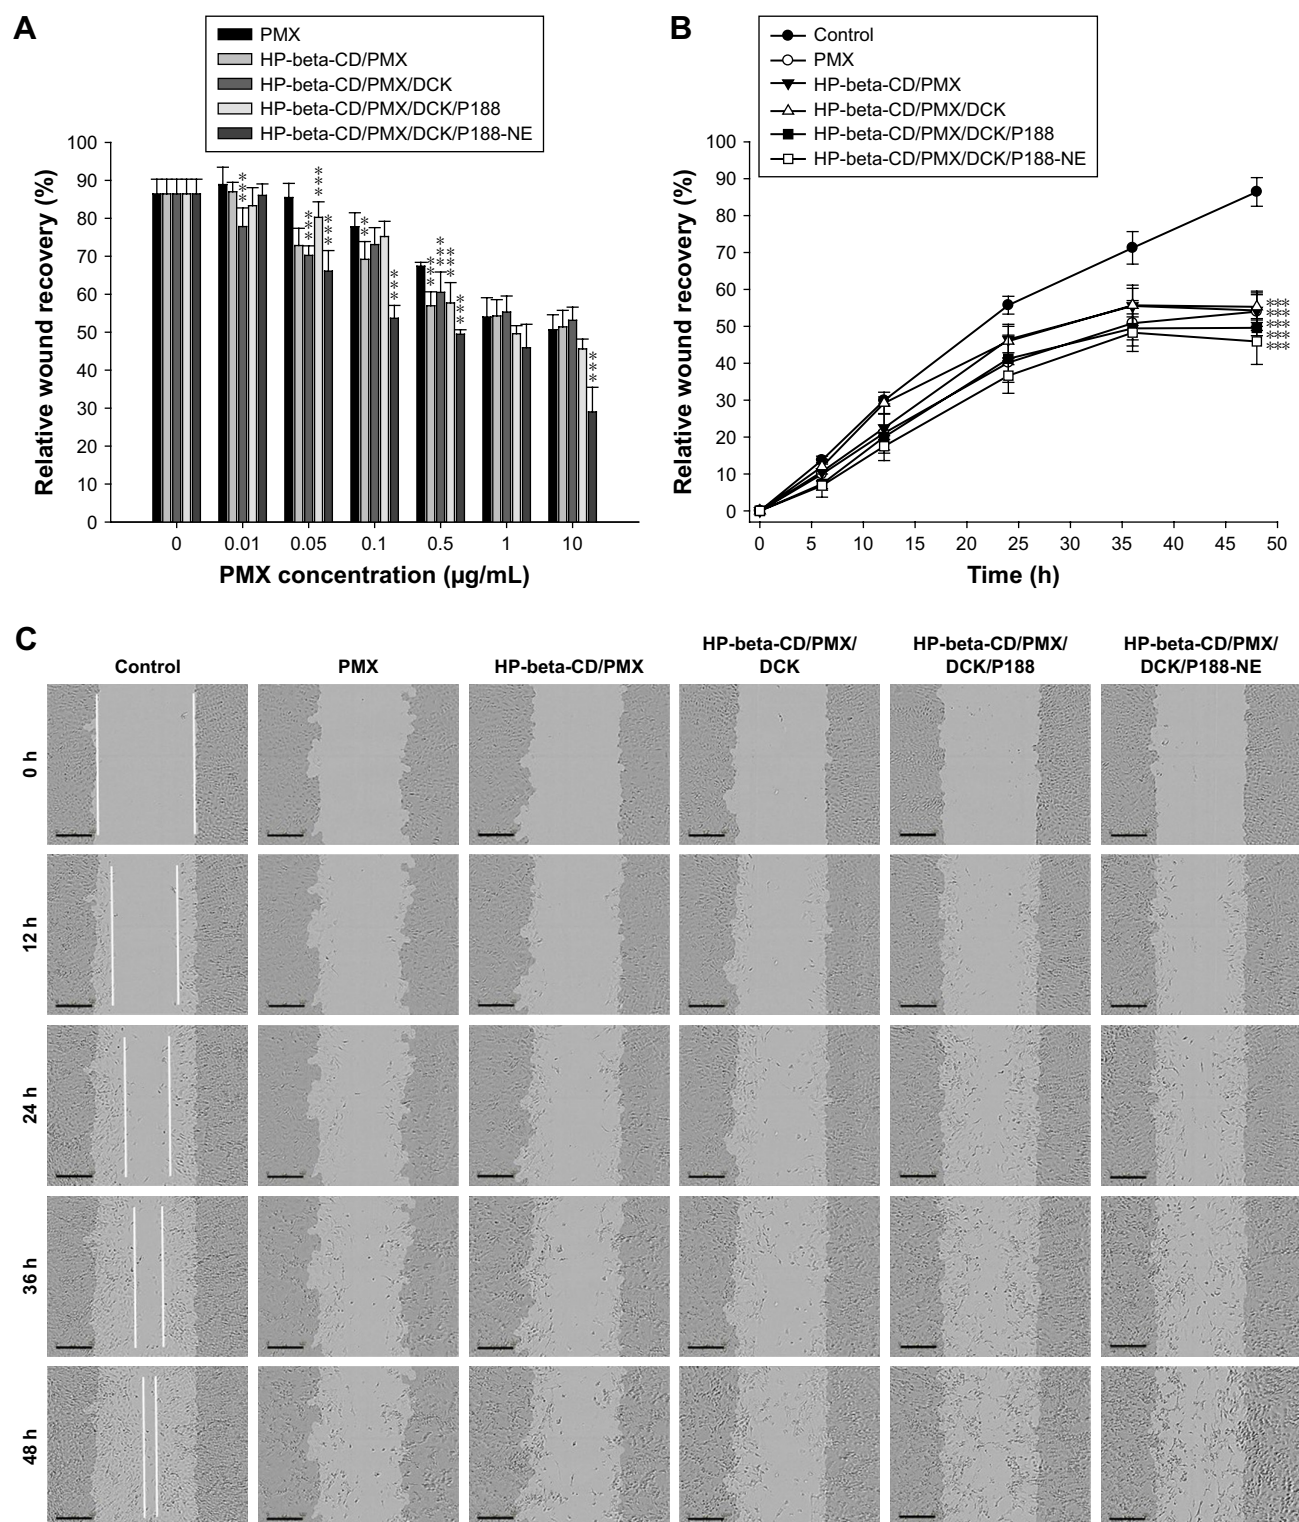 A
PMX
HP-beta-CD/PMX
HP-beta-CD/PMX/DCK
HP-beta-CD/PMX/DCK/P188
HP-beta-CD/PMX/DCK/P188-NE
Relative wound recovery (%)
100
90
80
70
60
50
40
30
20
10
0
***
***
***
***
**
***
***
***
***
***
***
0 0.01 0.05 0.1 0.5 1 10
PMX concentration (µg/mL)
B
Control
PMX
HP-beta-CD/PMX
HP-beta-CD/PMX/DCK
HP-beta-CD/PMX/DCK/P188
HP-beta-CD/PMX/DCK/P188-NE
Relative wound recovery (%)
100
90
80
70
60
50
40
30
20
10
0
***
***
***
***
***
0 5 10 15 20 25 30 35 40 45 50
Time (h)
C
Control
PMX
HP-beta-CD/PMX
HP-beta-CD/PMX/
DCK
HP-beta-CD/PMX/
DCK/P188
HP-beta-CD/PMX/
DCK/P188-NE
0 h
12 h
24 h
36 h
48 h